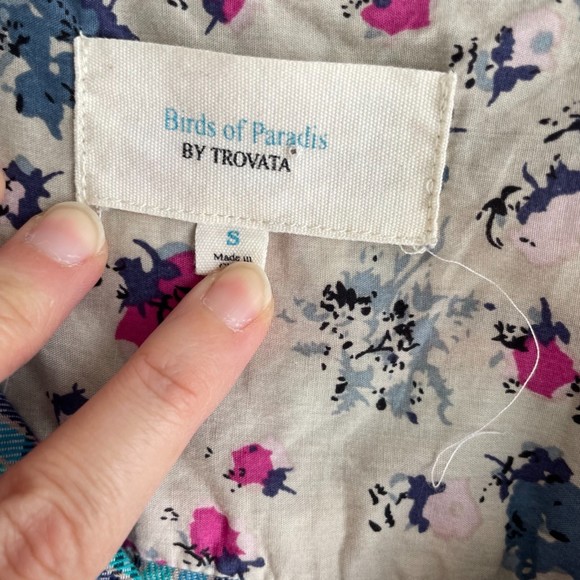 Birds of Paradis
BY TROVATA
S
Made in